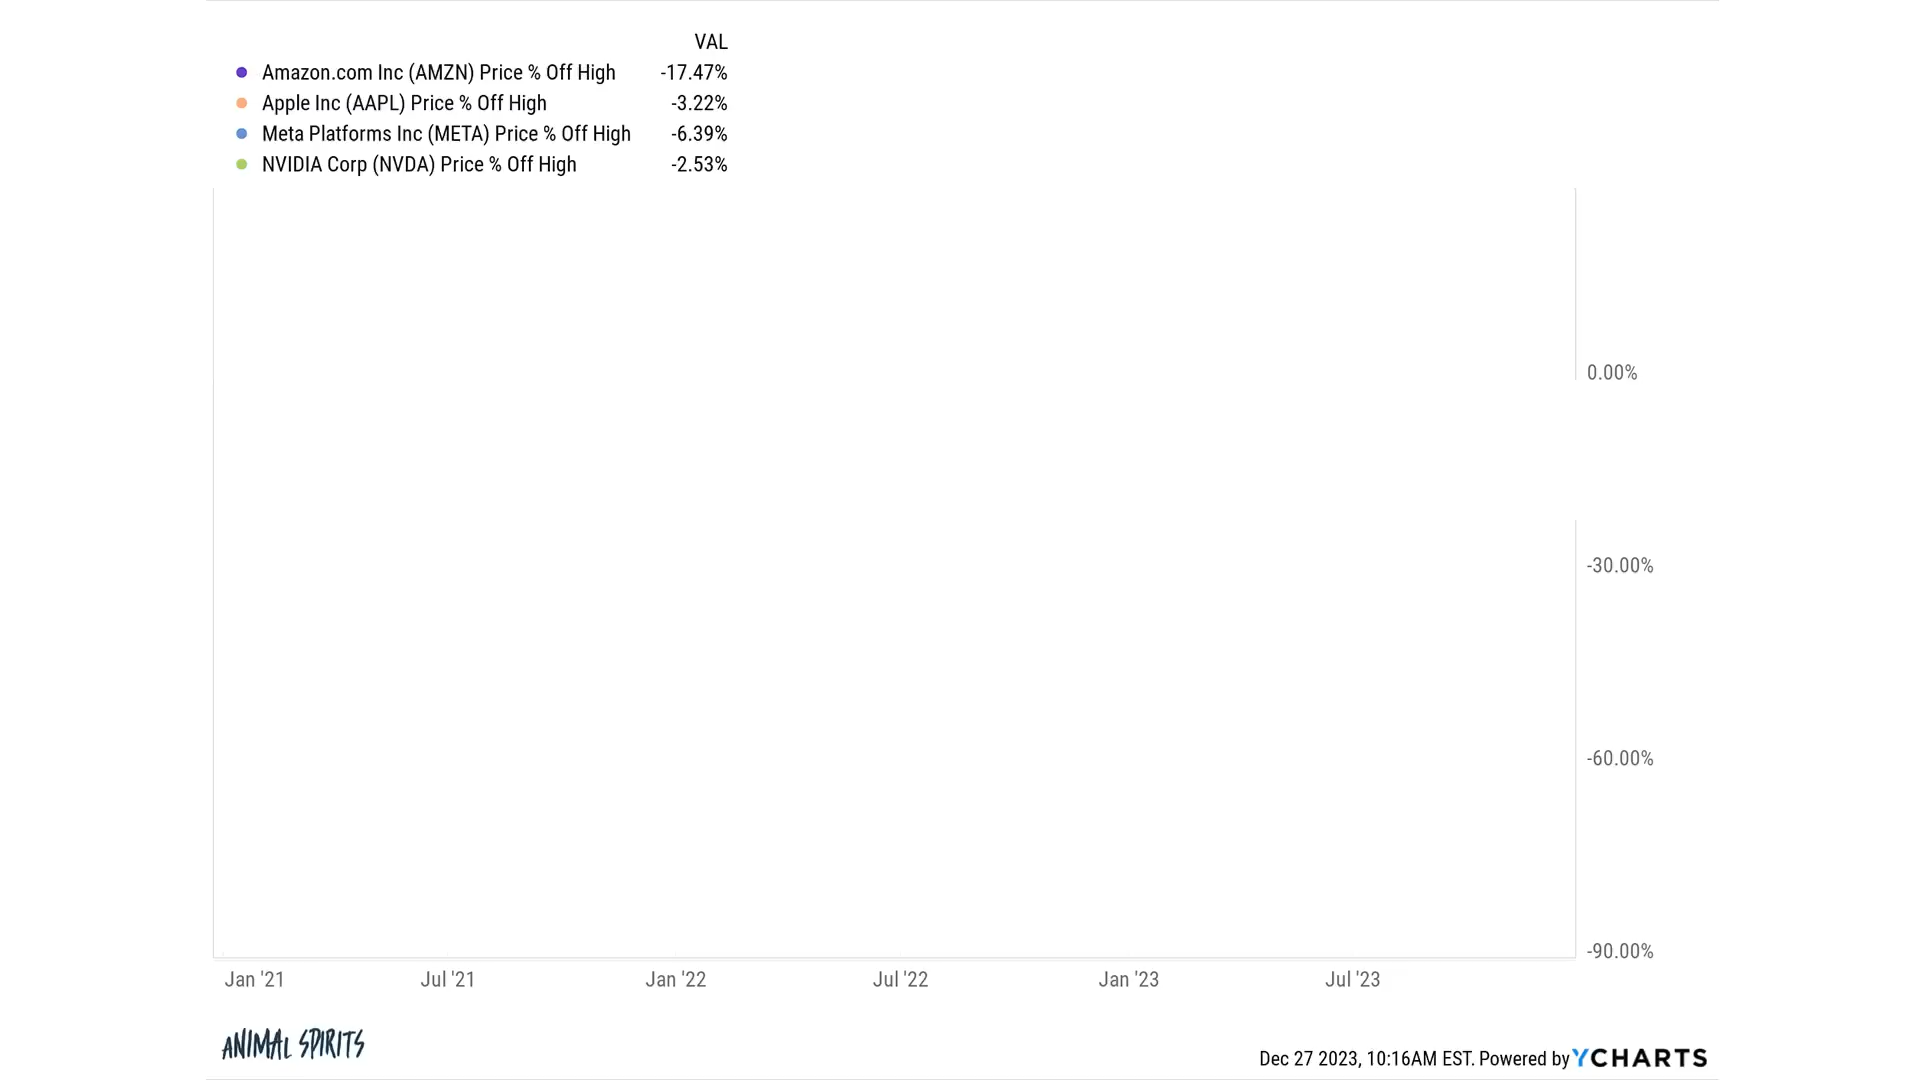 VAL
Amazon.com Inc (AMZN) Price % Off High -17.47%
Apple Inc (AAPL) Price % Off High -3.22%
Meta Platforms Inc (META) Price % Off High -6.39%
NVIDIA Corp (NVDA) Price % Off High -2.53%
0.00%
-30.00%
-60.00%
-90.00%
Jan '21 Jul '21 Jan '22 Jul '22 Jan '23 Jul '23
ANIMAL SPIRITS
Dec 27 2023, 10:16AM EST. Powered by YCHARTS